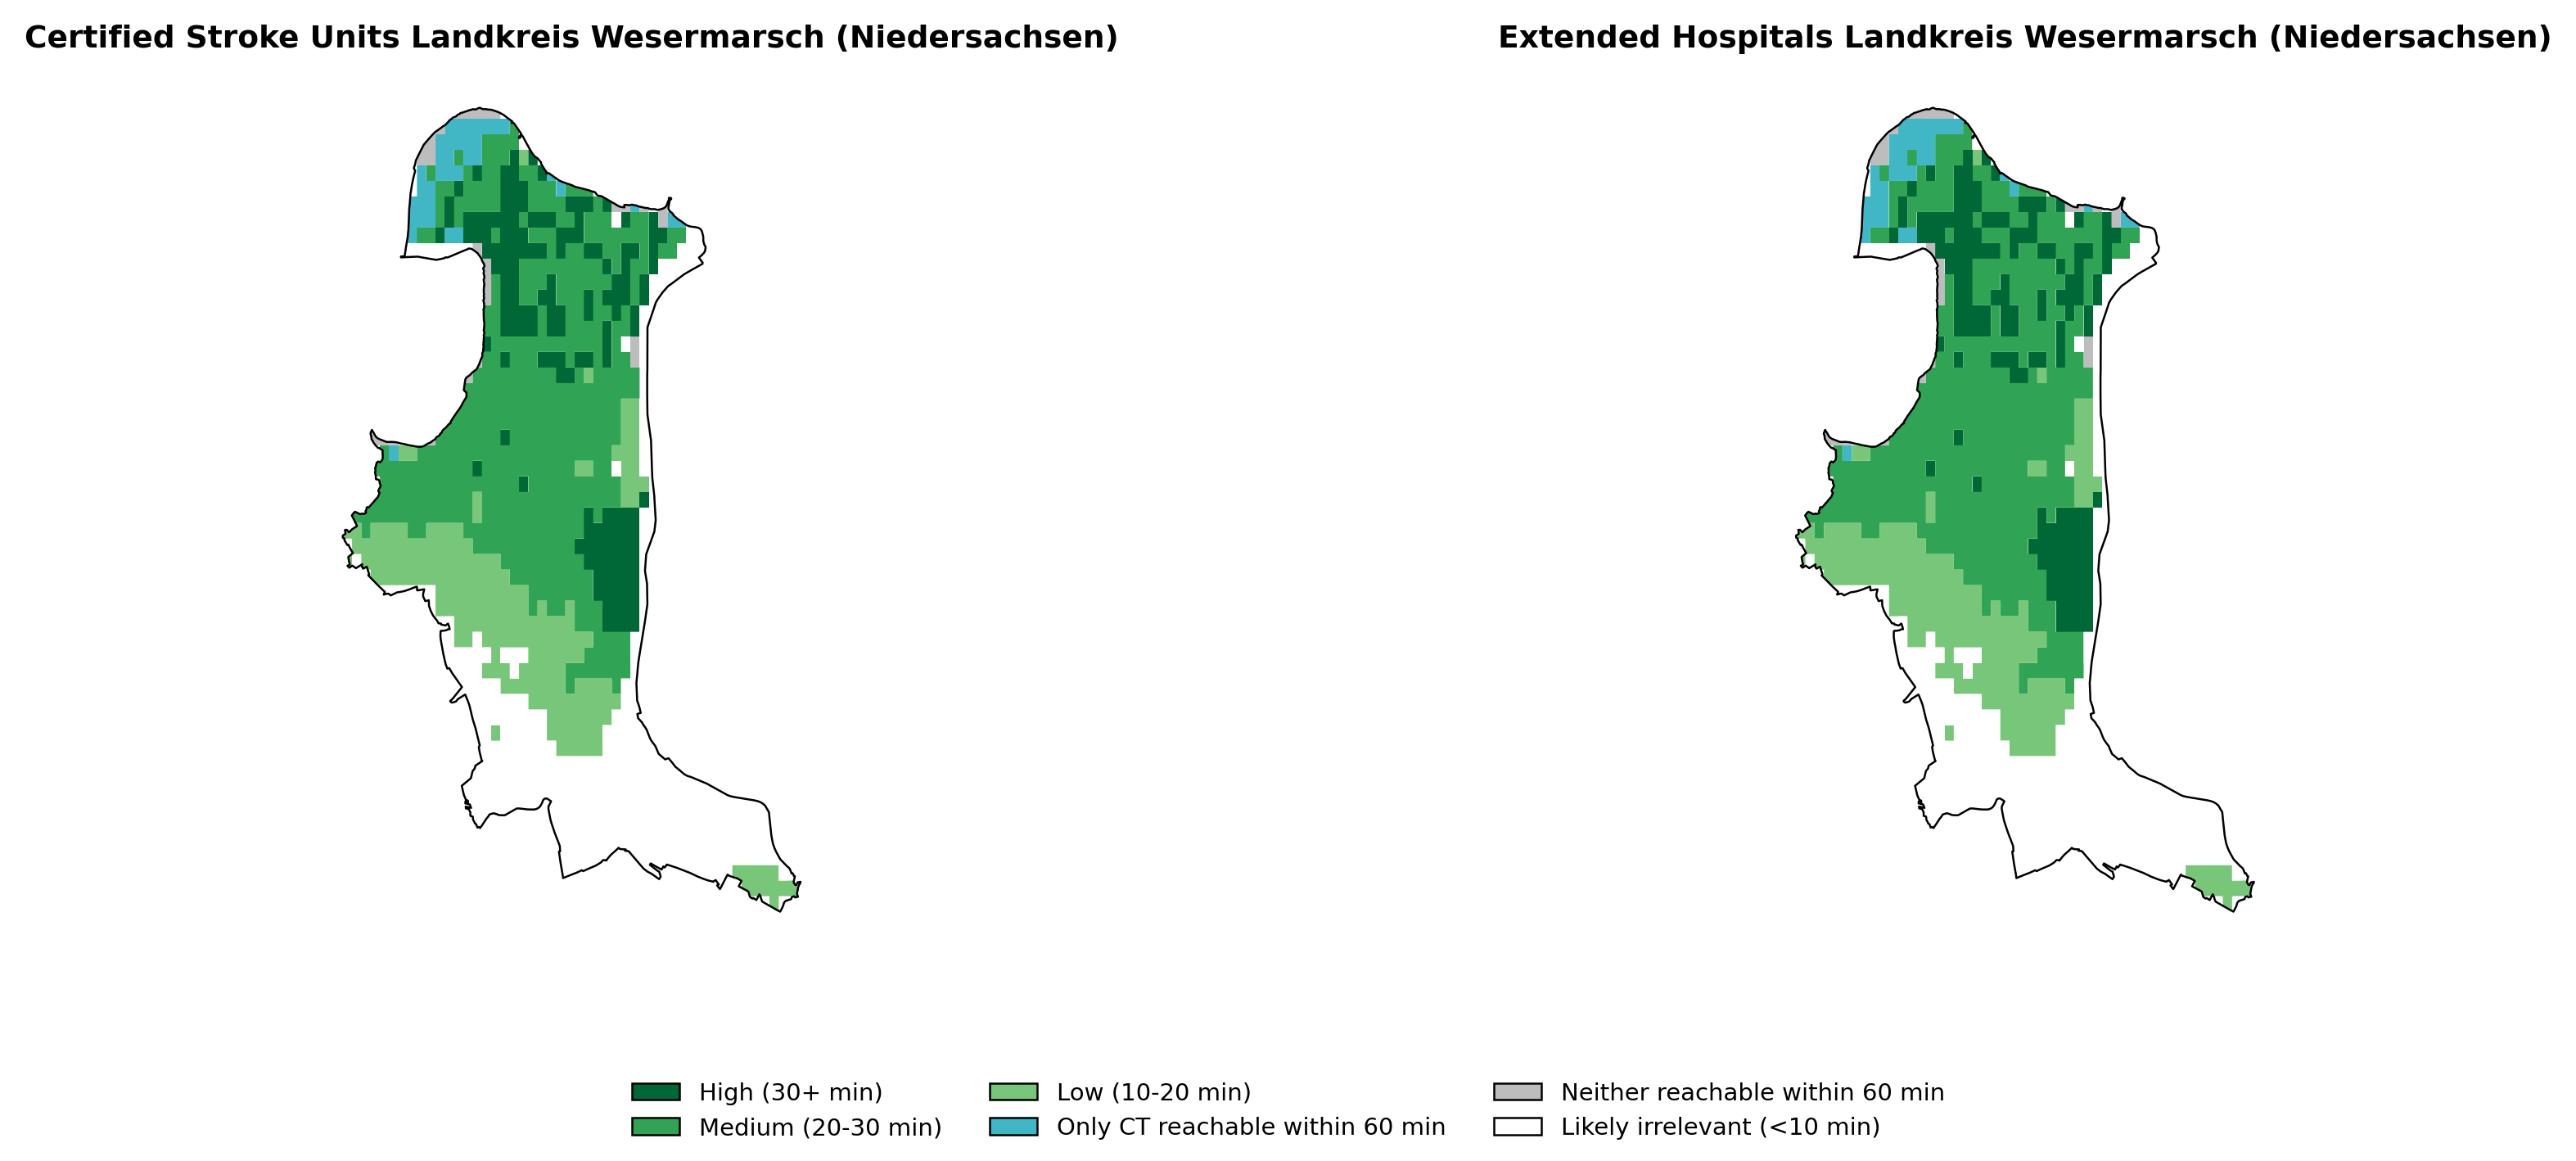 Certified Stroke Units Landkreis Wesermarsch (Niedersachsen)
Extended Hospitals Landkreis Wesermarsch (Niedersachsen)
High (30+ min)
Medium (20-30 min)
Low (10-20 min)
Only CT reachable within 60 min
Neither reachable within 60 min
Likely irrelevant (<10 min)